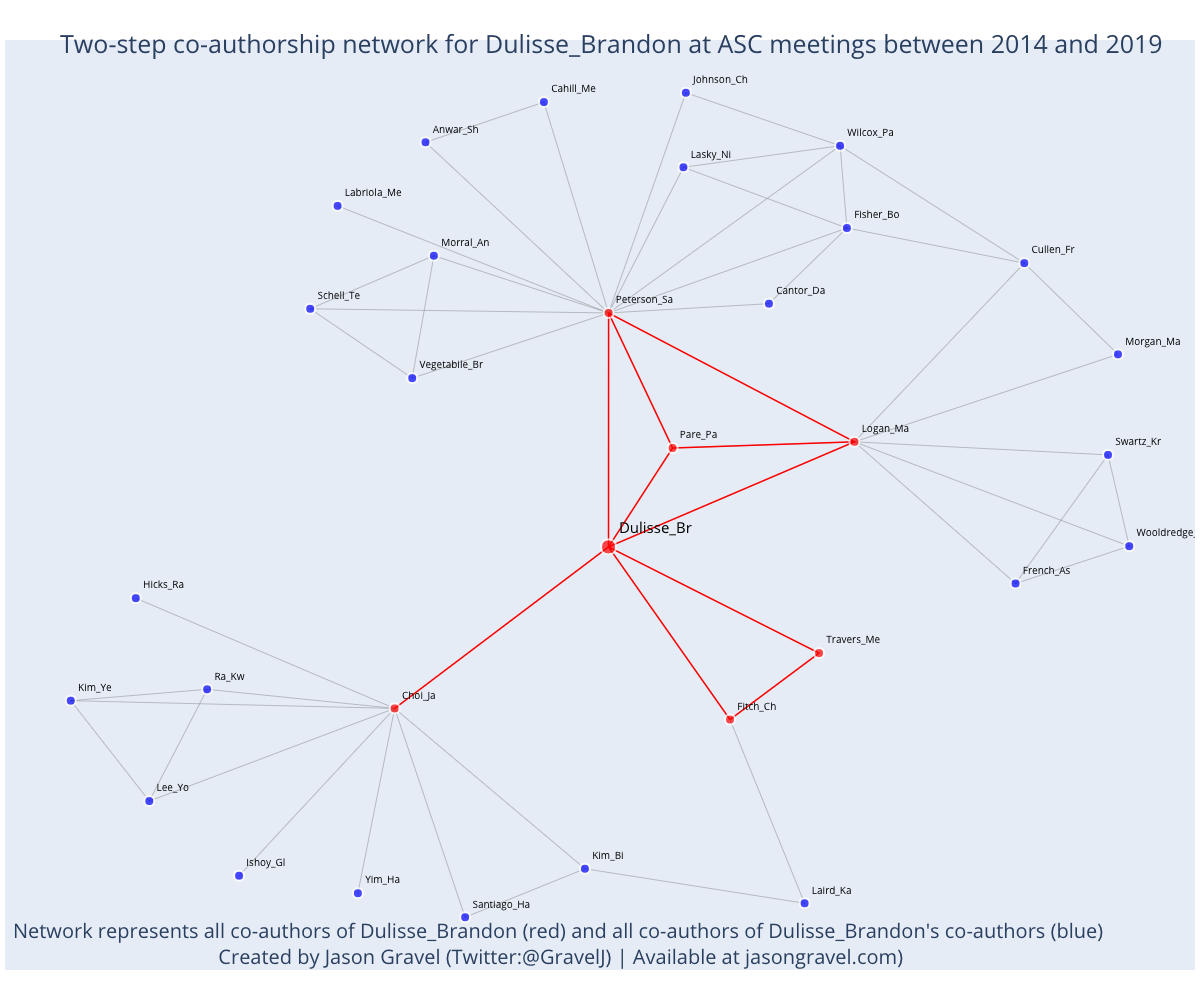 Two-step co-authorship network for Dulisse_Brandon at ASC meetings between 2014 and 2019
Johnson_Ch
Cahill_Me
Anwar_Sh
Wilcox_Pa
Lasky_Ni
Labriola_Me
Fisher_Bo
Morral_An
Cullen_Fr
Schell_Te
Peterson_Sa
Cantor_Da
Morgan_Ma
Vegetabile_Br
Logan_Ma
Pare_Pa
Swartz_Kr
Dulisse_Br
Wooldredge_
French_As
Hicks_Ra
Travers_Me
Ra_Kw
Kim_Ye
Choi_Ja
Fitch_Ch
Lee_Yo
Kim_Bi
Ishoy_Gl
Yim_Ha
Laird_Ka
Santiago_Ha
Network represents all co-authors of Dulisse_Brandon (red) and all co-authors of Dulisse_Brandon's co-authors (blue)
Created by Jason Gravel (Twitter:@GravelJ) | Available at jasongravel.com)